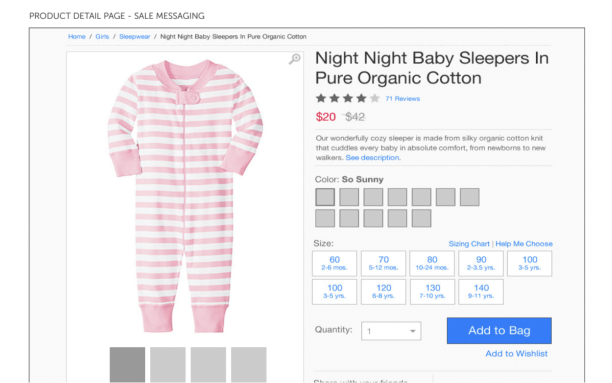 PRODUCT DETAIL PAGE - SALE MESSAGING
Home / Girls / Sleepwear / Night Night Baby Sleepers In Pure Organic Cotton
Night Night Baby Sleepers In
Pure Organic Cotton
71 Reviews
$20 $42
Our wonderfully cozy sleeper is made from silky organic cotton knit
that cuddles every baby in absolute comfort, from newborns to new
walkers. See description.
Color: So Sunny
Size:
Sizing Chart | Help Me Choose
60 70 80 90 100
2-6 mos. 5-12 mos. 10-24 mos. 2-3.5 yrs. 3-5 yrs.
100 120 130 140
3-5 yrs. 6-8 yrs. 7-10 yrs. 9-11 yrs.
Quantity: 1 Add to Bag
Add to Wishlist
Share with your friends